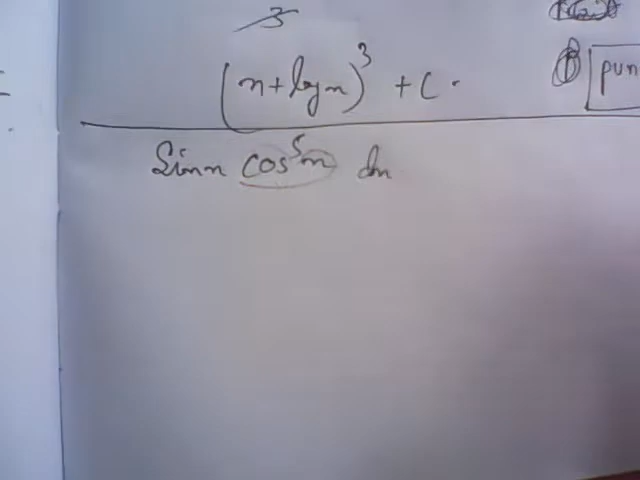 3
(x+logx)³ + C.
Sinx cos⁵x dx